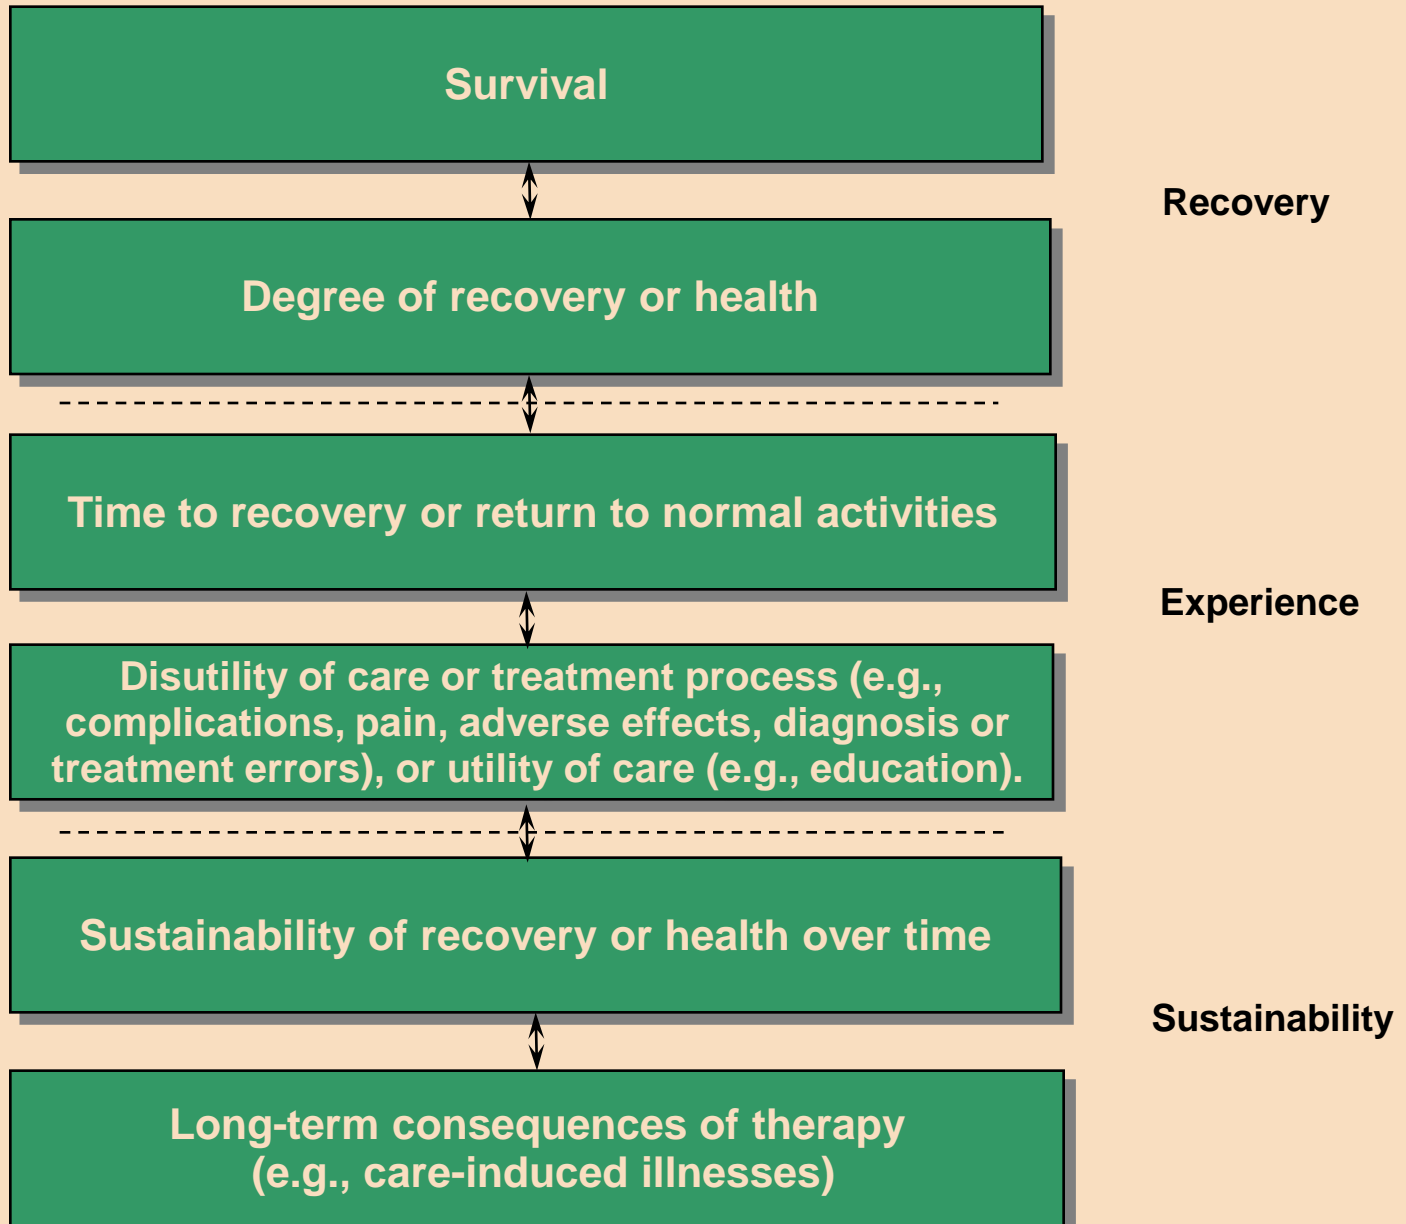 Survival
Recovery
Degree of recovery or health
Time to recovery or return to normal activities
Experience
Disutility of care or treatment process (e.g.,
complications, pain, adverse effects, diagnosis or
treatment errors), or utility of care (e.g., education).
Sustainability of recovery or health over time
Sustainability
Long-term consequences of therapy
(e.g., care-induced illnesses)